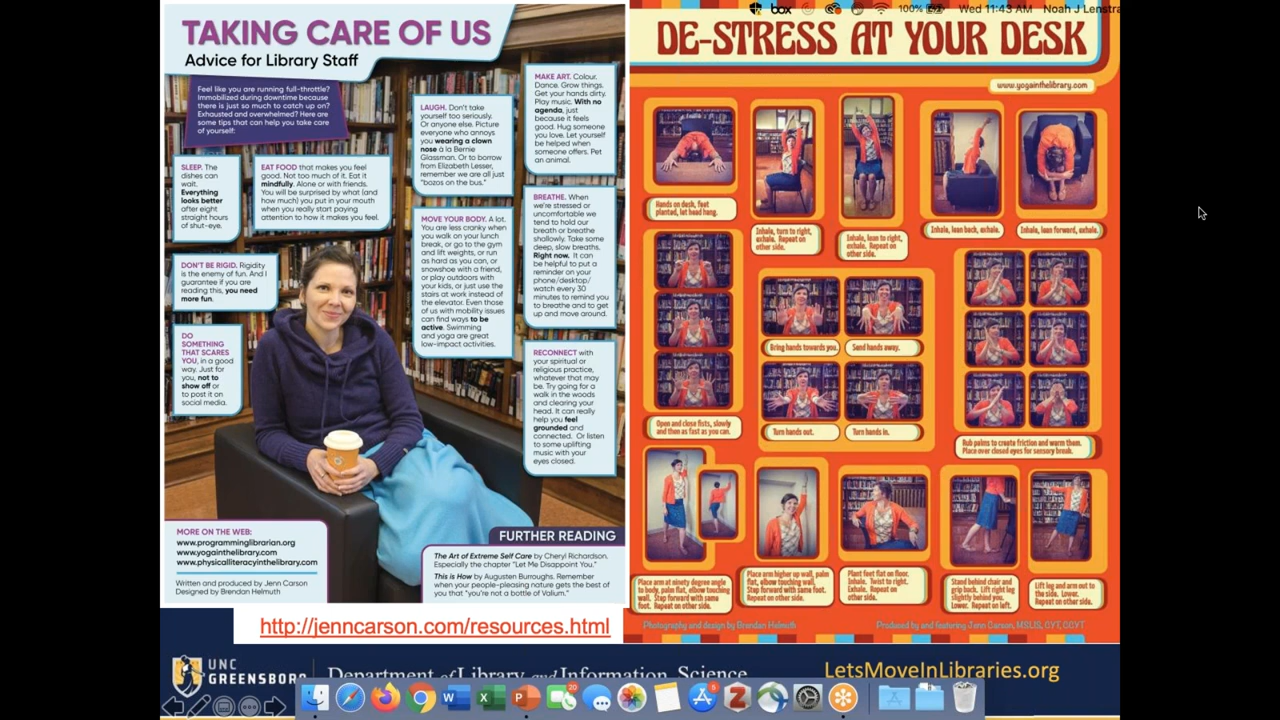 TAKING CARE OF US
Advice for Library Staff
Feel like you are running full-throttle?
Immobilized during downtime because
there is just so much to catch up on?
Exhausted and overwhelmed? Here are
some tips that can help you take care
of yourself:
SLEEP. The
dishes can
wait.
Everything
looks better
after eight
straight hours
of shut-eye.
EAT FOOD that makes you feel
good. Not too much of it. Eat it
mindfully. Alone or with friends.
You will be surprised by what (and
how much) you put in your mouth
when you really start paying
attention to how it makes you feel.
DON'T BE RIGID. Rigidity
is the enemy of fun. And I
guarantee if you are
reading this, you need
more fun.
DO
SOMETHING
THAT SCARES
YOU, in a good
way. Just for
you, not to
show off or
to post it on
social media.
LAUGH. Don't take
yourself too seriously.
Or anyone else. Picture
everyone who annoys
you wearing a clown
nose à la Bernie
Glassman. Or to borrow
from Elizabeth Lesser,
remember we are all just
"bozos on the bus."
MOVE YOUR BODY. A lot.
You are less cranky when
you walk on your lunch
break, or go to the gym
and lift weights, or run
as hard as you can, or
snowshoe with a friend,
or play outdoors with
your kids, or just use the
stairs at work instead of
the elevator. Even those
of us with mobility issues
can find ways to be
active. Swimming
and yoga are great
low-impact activities.
MAKE ART. Colour.
Dance. Grow things.
Get your hands dirty.
Play music. With no
agenda, just
because it feels
good. Hug someone
you love. Let yourself
be helped when
someone offers. Pet
an animal.
BREATHE. When
we're stressed or
uncomfortable we
tend to hold our
breath or breathe
shallowly. Take some
deep, slow breaths.
Right now. It can
be helpful to put a
reminder on your
phone/desktop/
watch every 30
minutes to remind you
to breathe and to get
up and move around.
RECONNECT with
your spiritual or
religious practice,
whatever that may
be. Try going for a
walk in the woods
and clearing your
head. It can really
help you feel
grounded and
connected. Or listen
to some uplifting
music with your
eyes closed.
MORE ON THE WEB:
www.programminglibrarian.org
www.yogainthelibrary.com
www.physicalliteracyinthelibrary.com
Written and produced by Jenn Carson
Designed by Brendan Helmuth
FURTHER READING
The Art of Extreme Self Care by Cheryl Richardson.
Especially the chapter "Let Me Disappoint You."
This is How by Augusten Burroughs. Remember
when your people-pleasing nature gets the best of
you that "you're not a bottle of Valium."
http://jenncarson.com/resources.html
box 100% Wed 11:43 AM Noah J Lenstra
DE-STRESS AT YOUR DESK
www.yogainthelibrary.com
Hands on desk, feet
planted, let head hang.
Inhale, turn to right,
exhale. Repeat on
other side.
Inhale, lean to right,
exhale. Repeat on
other side.
Inhale, lean back, exhale.
Inhale, lean forward, exhale.
Open and close fists, slowly
and then as fast as you can.
Bring hands towards you.
Send hands away.
Turn hands out.
Turn hands in.
Rub palms to create friction and warm them.
Place over closed eyes for sensory break.
Place arm at ninety degree angle
to body, palm flat, elbow touching
wall. Step forward with same
foot. Repeat on other side.
Place arm higher up wall, palm
flat, elbow touching wall.
Step forward with same foot.
Repeat on other side.
Plant feet flat on floor.
Inhale. Twist to right.
Exhale. Repeat on
other side.
Stand behind chair and
grip back. Lift right leg
slightly behind you.
Lower. Repeat on left.
Lift leg and arm out to
the side. Lower.
Repeat on other side.
Photography and design by Brendan Helmuth
Produced by and featuring Jenn Carson, MSLIS, CYT, CCYT
UNC
GREENSBORO
Department of Library and Information Science
LetsMoveInLibraries.org